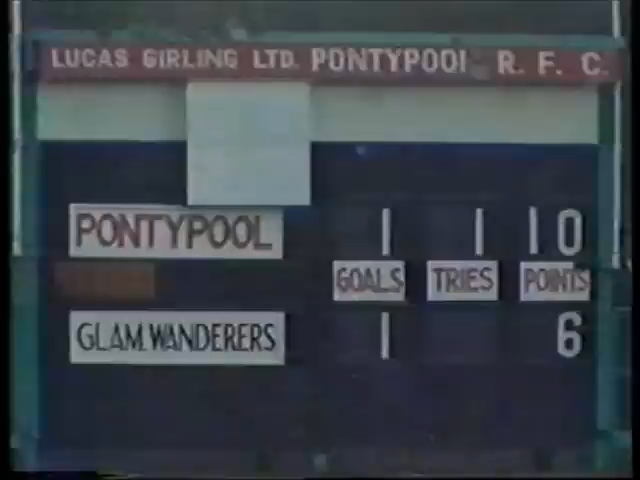 LUCAS GIRLING LTD. PONTYPOOL R. F. C.
PONTYPOOL 1 1 10
GOALS TRIES POINTS
GLAM.WANDERERS 1 6